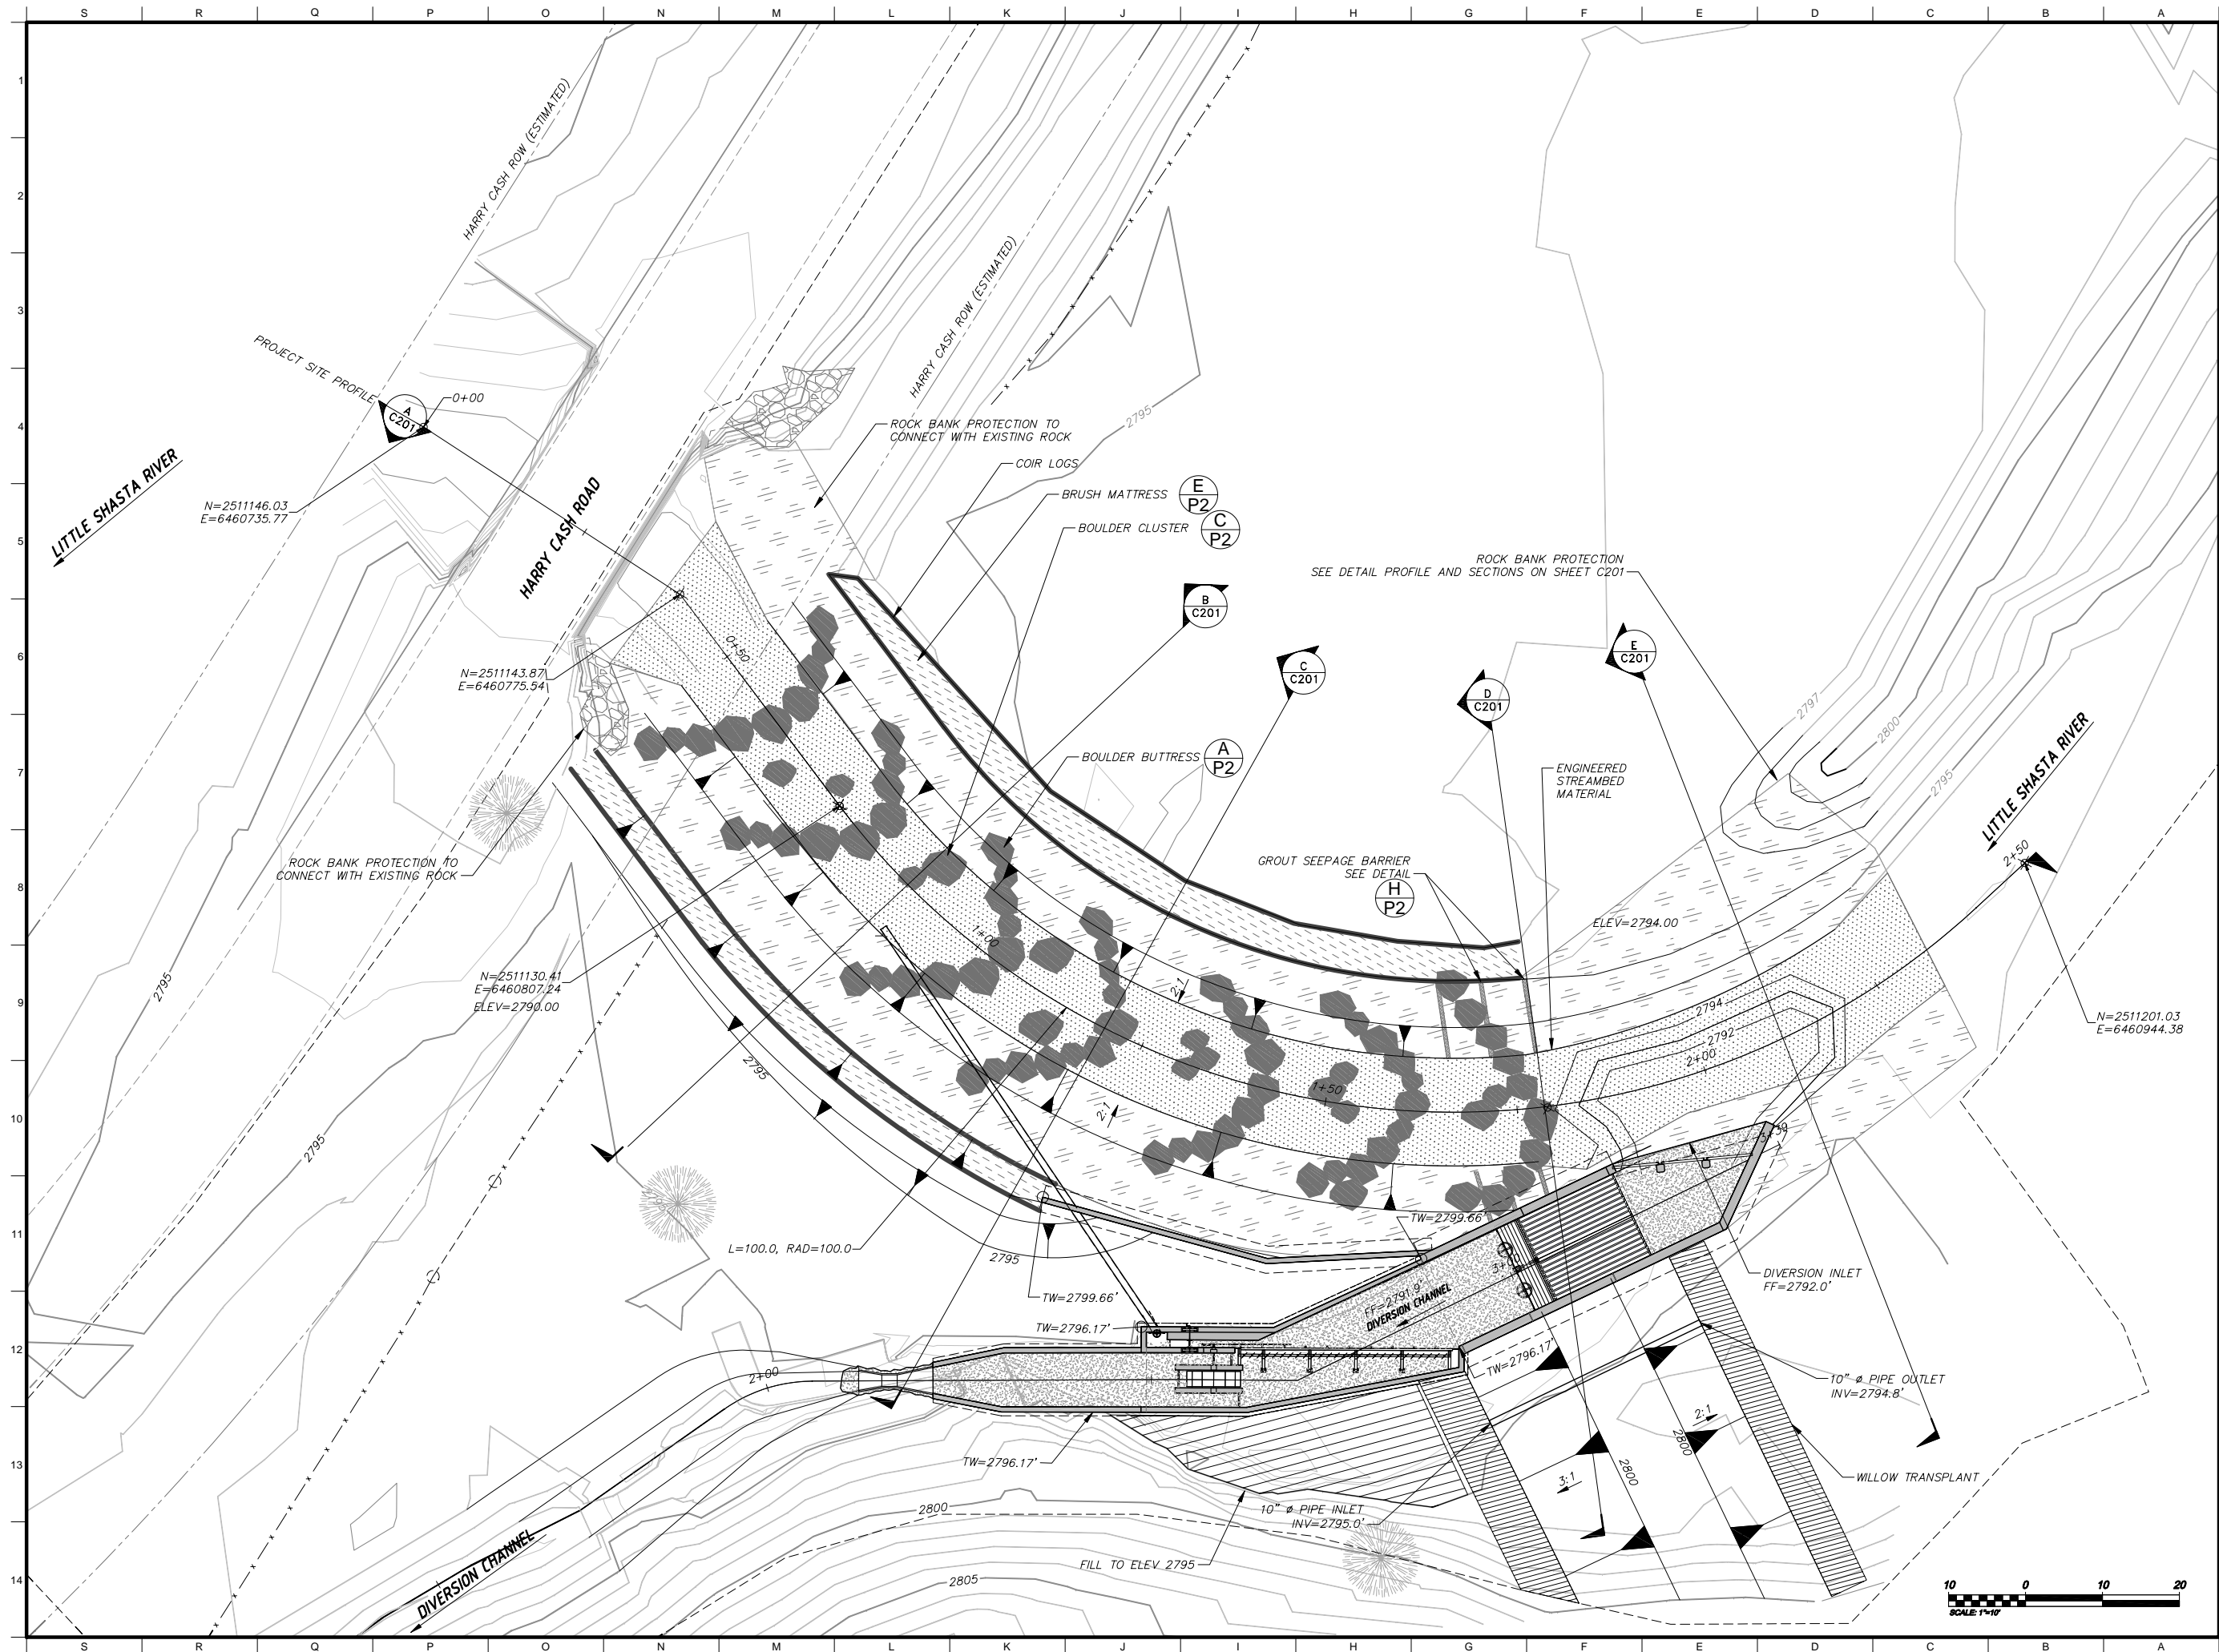 S R Q P O N M L K J I H G F E D C B A
1
2
3
4
5
6
7
8
9
10
11
12
13
14
HARRY CASH ROW (ESTIMATED)
HARRY CASH ROW (ESTIMATED)
PROJECT SITE PROFILE
A
C201
0+00
LITTLE SHASTA RIVER
N=2511146.03
E=6460735.77
HARRY CASH ROAD
ROCK BANK PROTECTION TO
CONNECT WITH EXISTING ROCK
2795
COIR LOGS
BRUSH MATTRESS
E
P2
BOULDER CLUSTER
C
P2
ROCK BANK PROTECTION
SEE DETAIL PROFILE AND SECTIONS ON SHEET C201
B
C201
C
C201
D
C201
E
C201
0+50
N=2511143.87
E=6460775.54
2797
2800
2795
LITTLE SHASTA RIVER
2+50
BOULDER BUTTRESS
A
P2
ENGINEERED
STREAMBED
MATERIAL
ROCK BANK PROTECTION TO
CONNECT WITH EXISTING ROCK
GROUT SEEPAGE BARRIER
SEE DETAIL
H
P2
ELEV=2794.00
1+00
N=2511130.41
E=6460807.24
ELEV=2790.00
2795
2:1
2794
2792
2+00
N=2511201.03
E=6460944.38
2795
1+50
2:1
2795
3+39
L=100.0, RAD=100.0
2795
TW=2799.66'
TW=2799.66'
DIVERSION INLET
FF=2792.0'
FF=2791.9'
DIVERSION CHANNEL
TW=2796.17'
TW=2796.17'
2+00
10" ø PIPE OUTLET
INV=2794.8'
2:1
2800
2800
3:1
TW=2796.17'
WILLOW TRANSPLANT
10" ø PIPE INLET
INV=2795.0'
2800
FILL TO ELEV 2795
2805
DIVERSION CHANNEL
10 0 10 20
SCALE: 1"=10'
S R Q P O N M L K J I H G F E D C B A